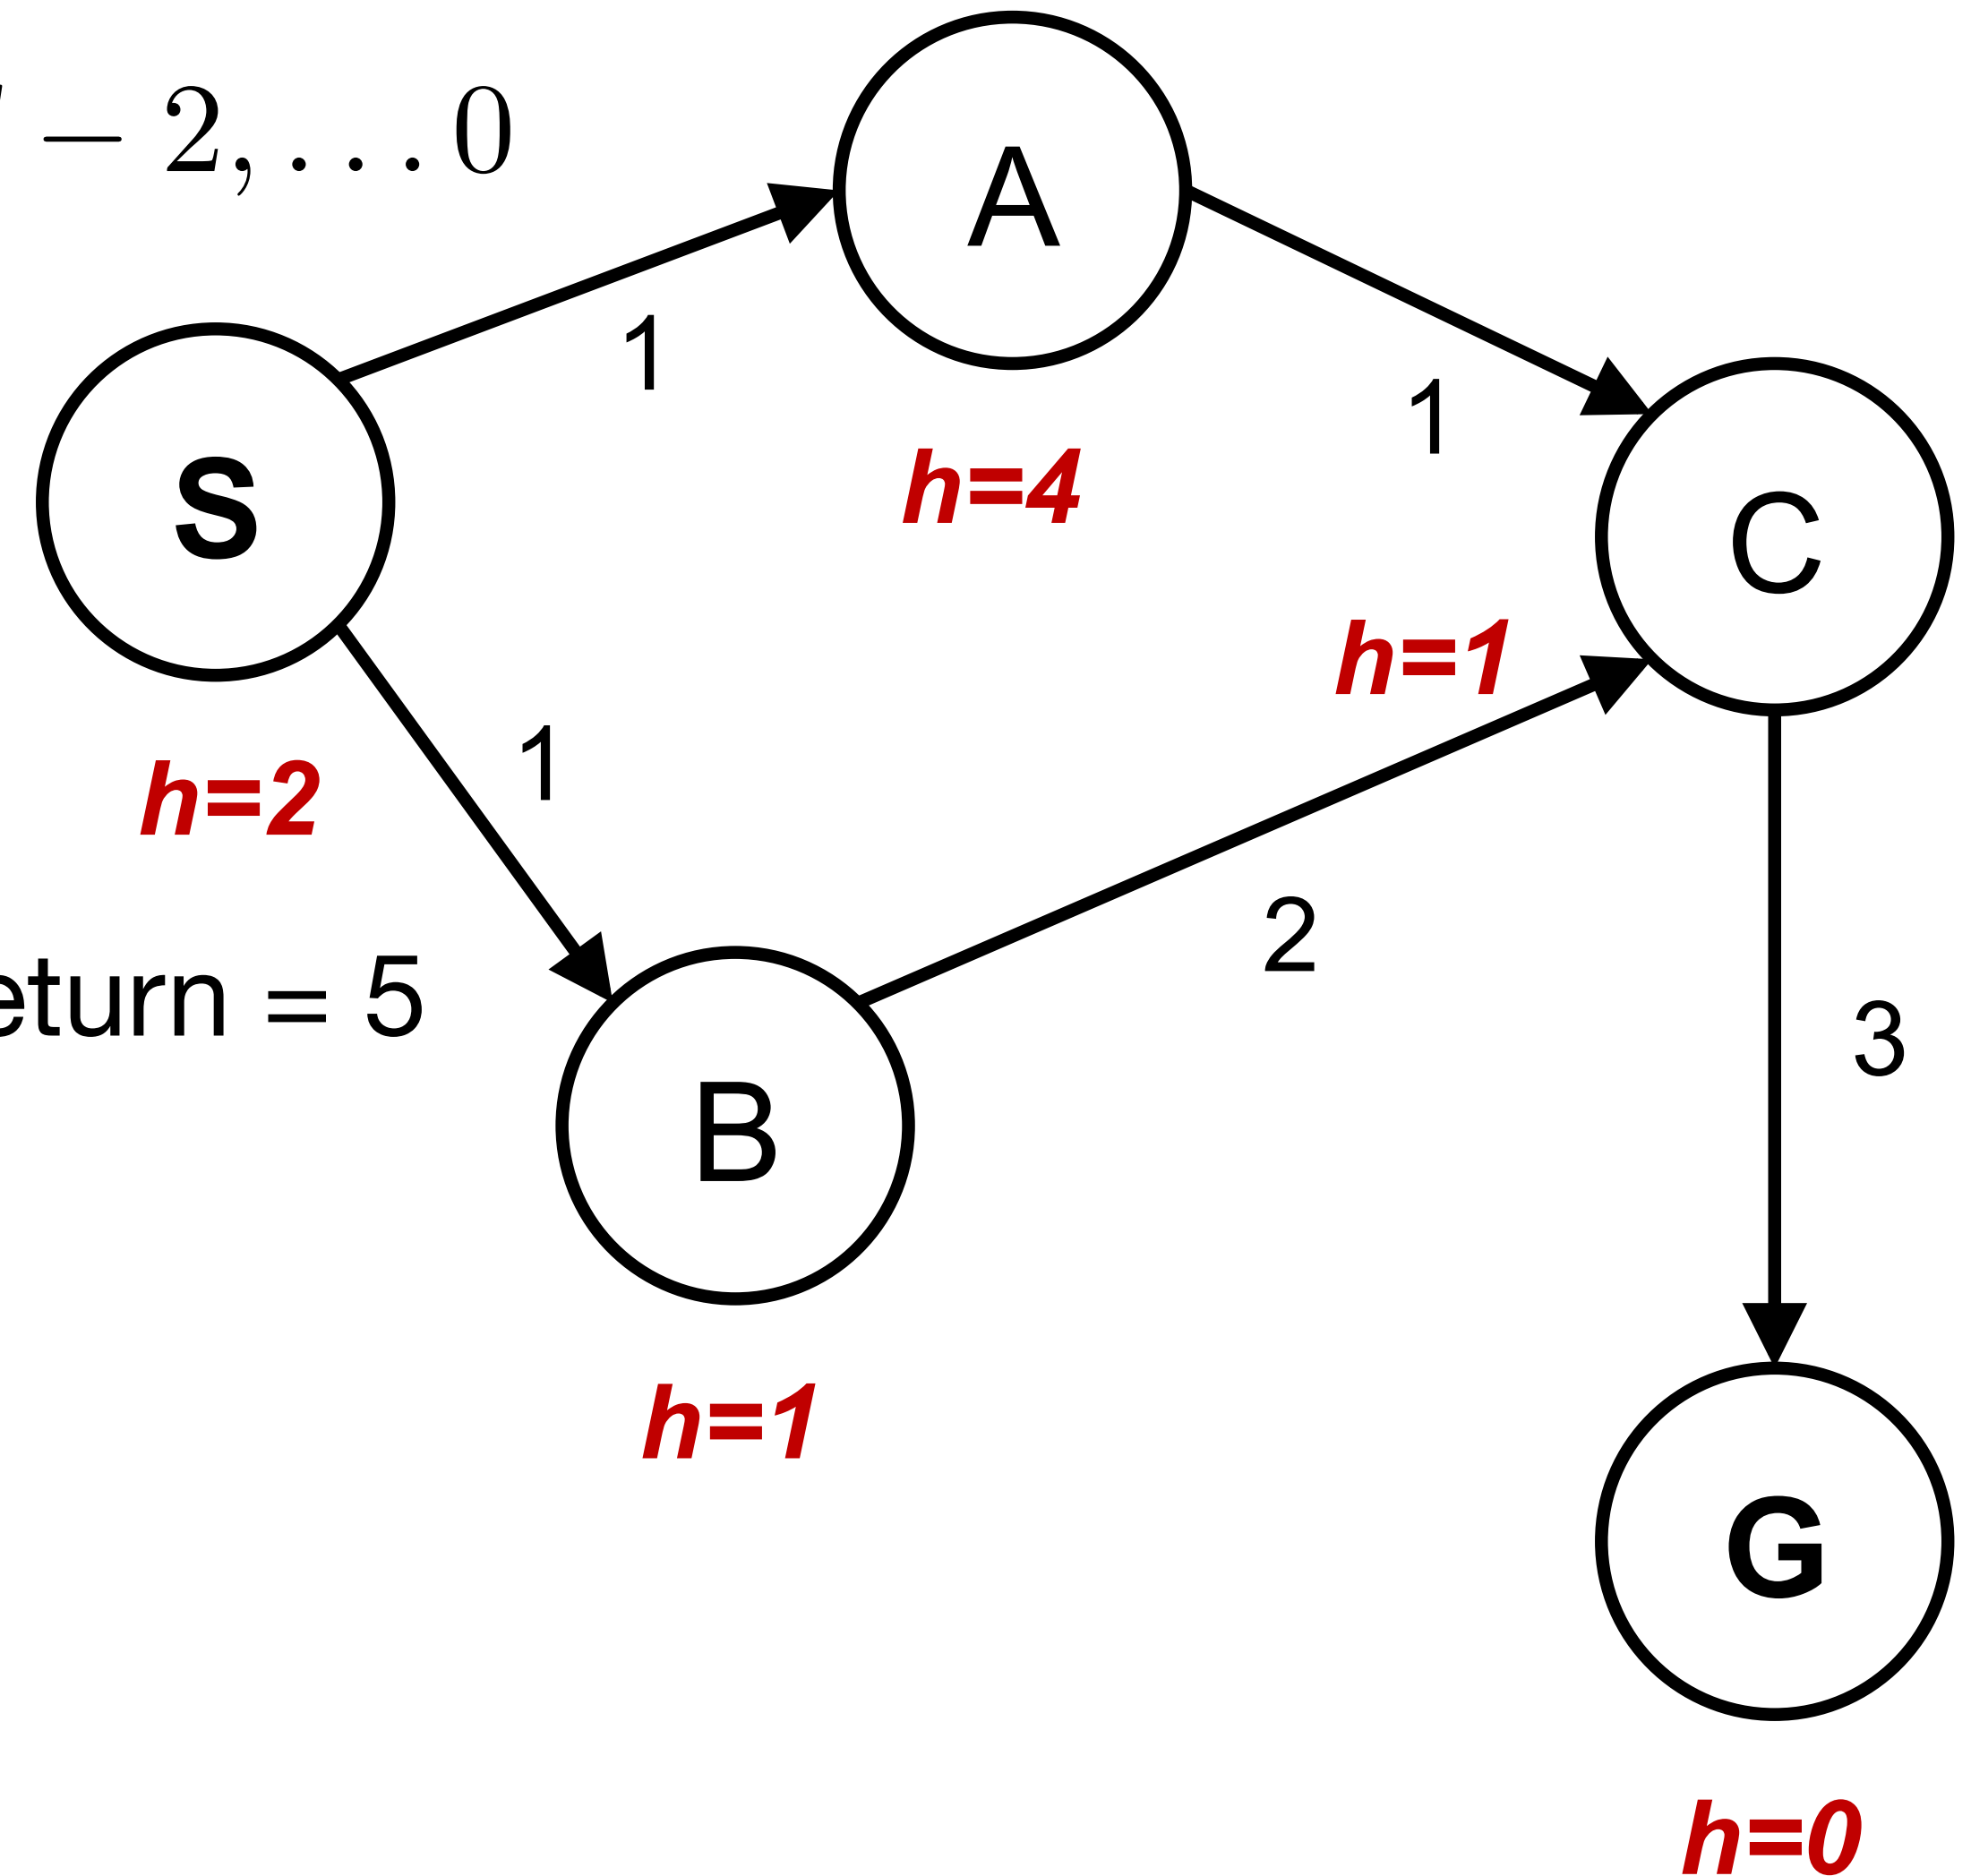 − 2, . . . 0
A
1
S
1
C
h=4
h=1
1
h=2
2
eturn = 5
3
B
h=1
G
h=0